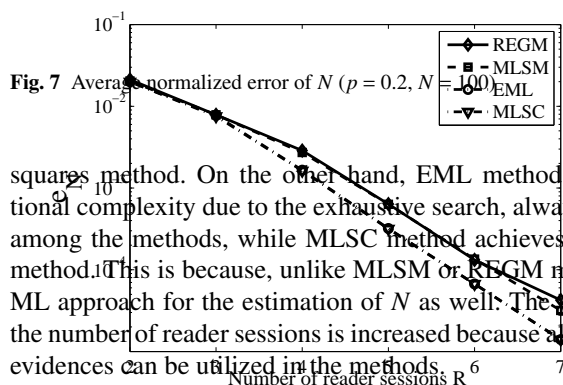 10⁻¹
REGM
MLSM
EML
MLSC
Fig. 7 Average normalized error of N (p = 0.2, N = 100)
10⁻²
squares method. On the other hand, EML method
tional complexity due to the exhaustive search, alwa
among the methods, while MLSC method achieves
method. This is because, unlike MLSM or REGM m
ML approach for the estimation of N as well. The
the number of reader sessions is increased because a
evidences can be utilized in the methods.
2 3 4 5 6 7
Number of reader sessions R